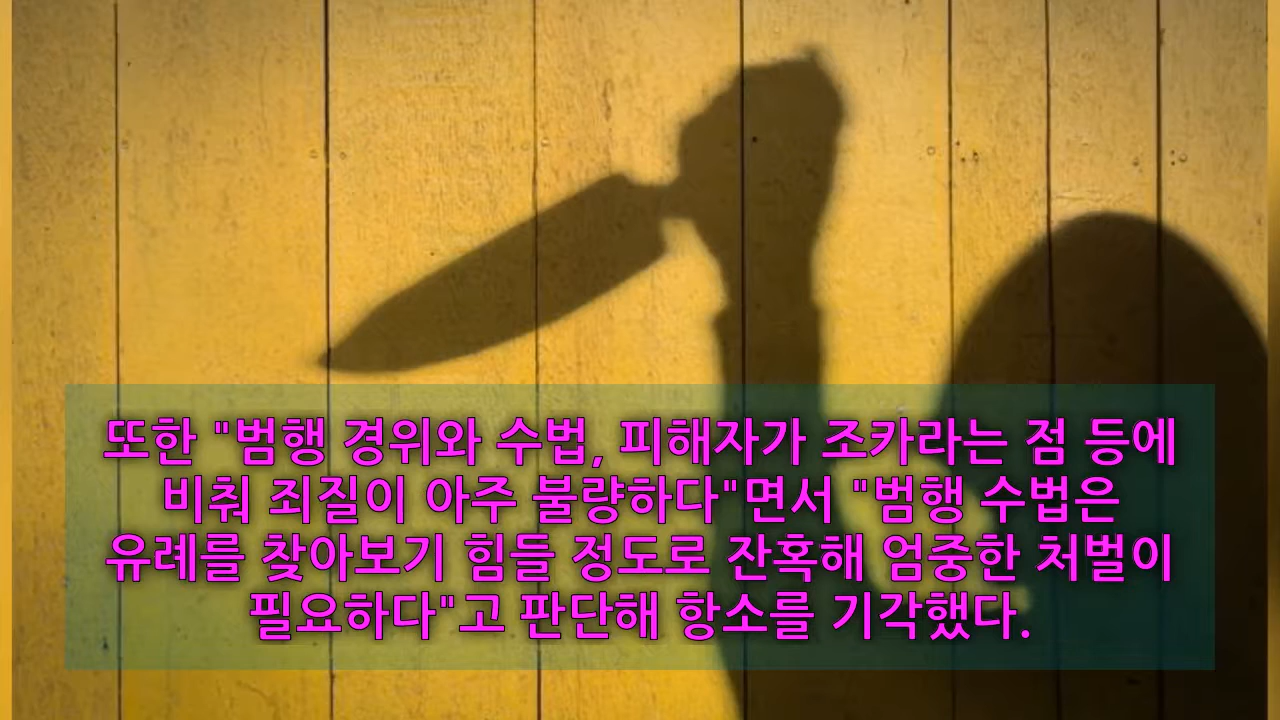 또한 "범행 경위와 수법, 피해자가 조카라는 점 등에
비춰 죄질이 아주 불량하다"면서 "범행 수법은
유례를 찾아보기 힘들 정도로 잔혹해 엄중한 처벌이
필요하다"고 판단해 항소를 기각했다.